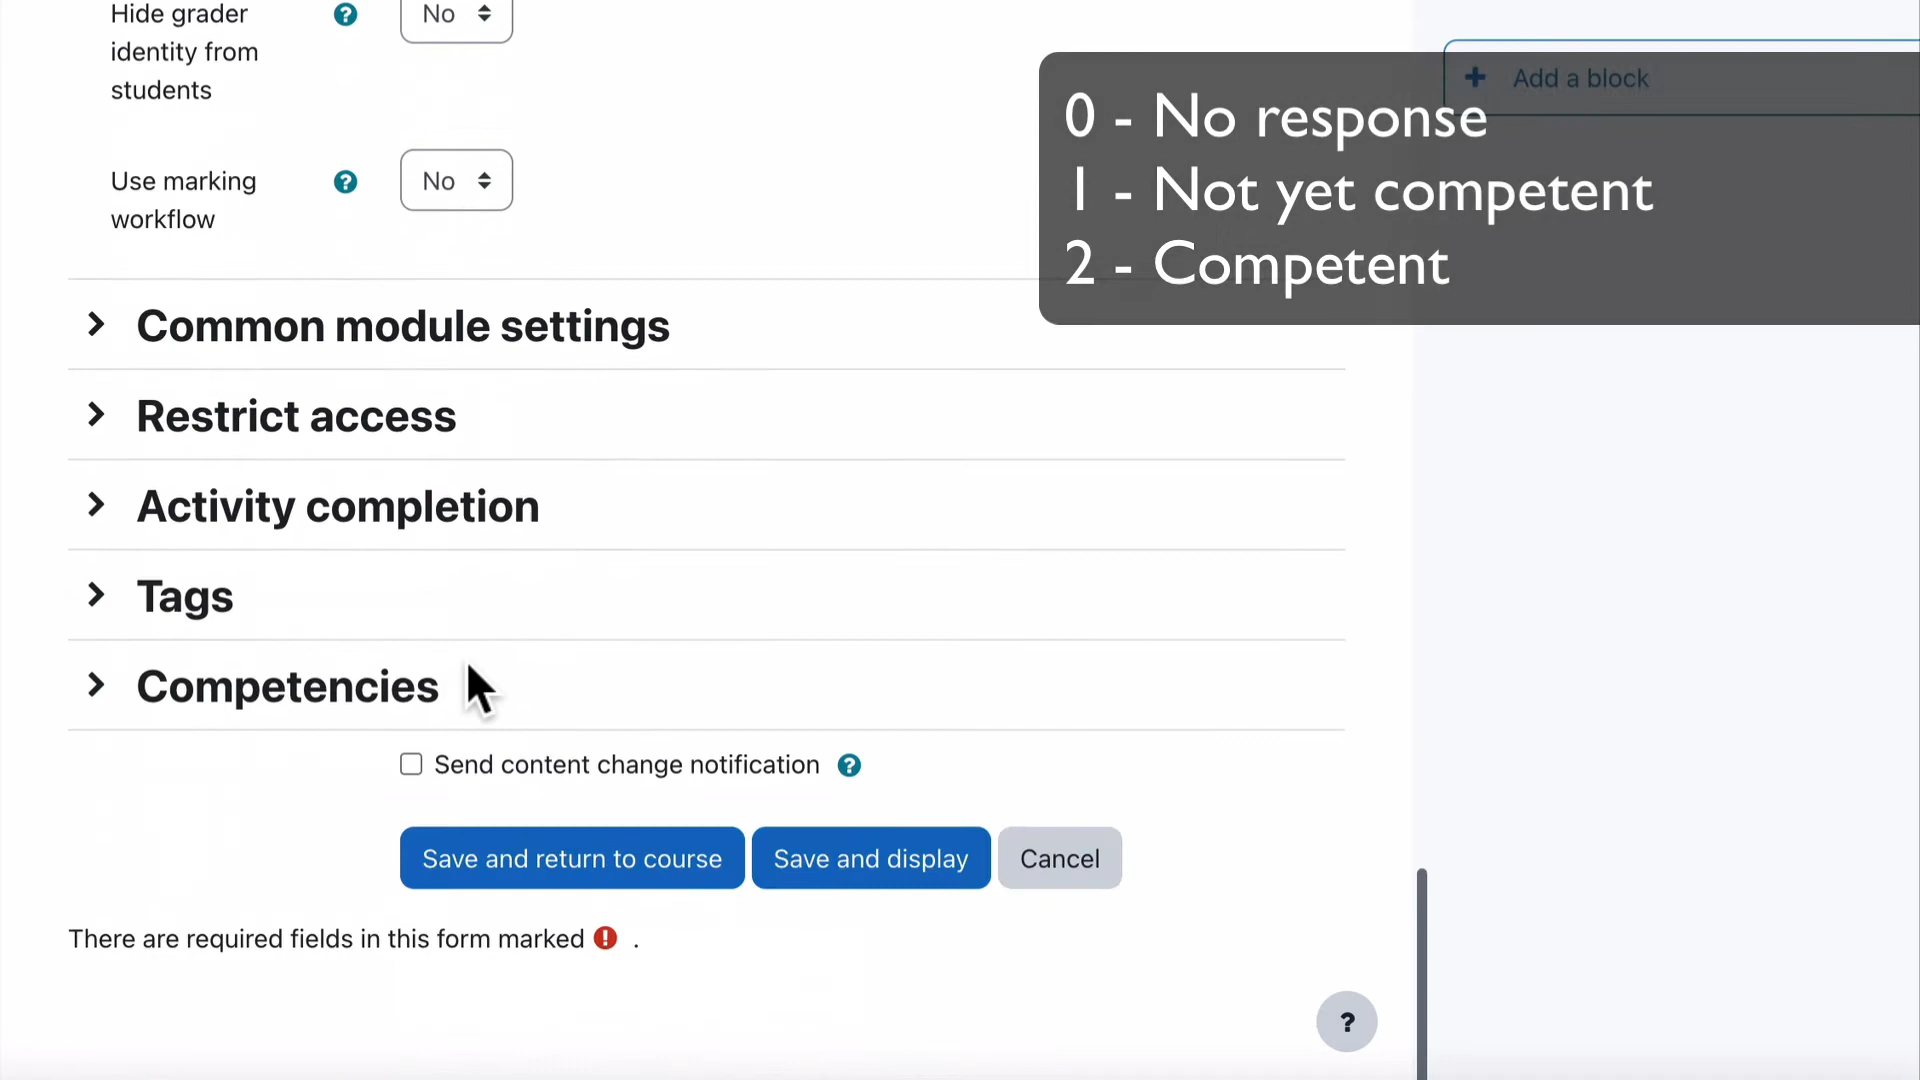 Hide grader
identity from
students
? No
Use marking
workflow
? No
+ Add a block
0 - No response
1 - Not yet competent
2 - Competent
Common module settings
Restrict access
Activity completion
Tags
Competencies
Send content change notification ?
Save and return to course
Save and display
Cancel
There are required fields in this form marked ! .
?